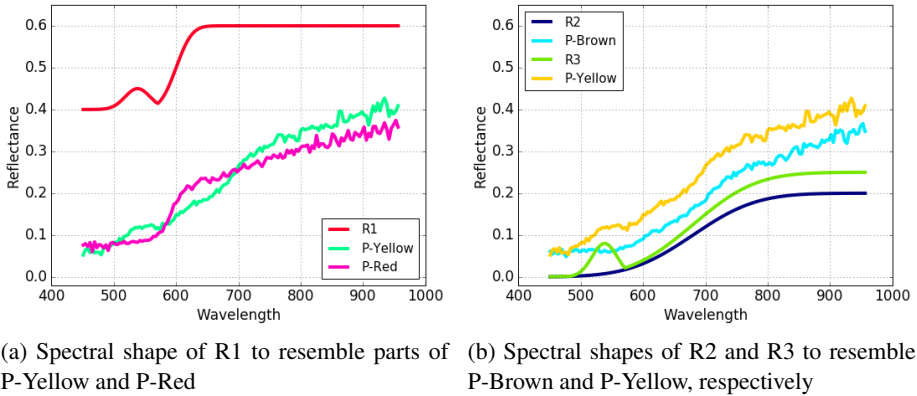 0.6
0.5
0.4
0.3
0.2
0.1
0.0
Reflectance
400 500 600 700 800 900 1000
Wavelength
R1
P-Yellow
P-Red
0.6
0.5
0.4
0.3
0.2
0.1
0.0
Reflectance
400 500 600 700 800 900 1000
Wavelength
R2
P-Brown
R3
P-Yellow
(a) Spectral shape of R1 to resemble parts of
P-Yellow and P-Red
(b) Spectral shapes of R2 and R3 to resemble
P-Brown and P-Yellow, respectively